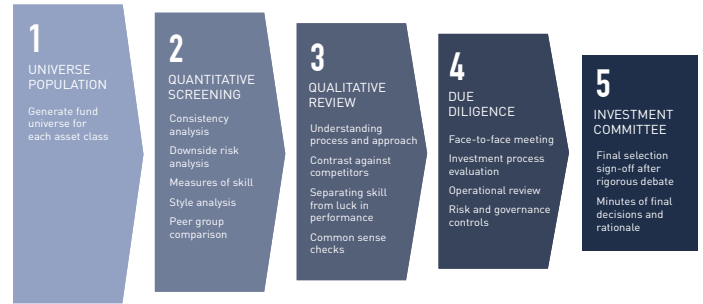 1
UNIVERSE
POPULATION
Generate fund
universe for
each asset class
2
QUANTITATIVE
SCREENING
Consistency
analysis
Downside risk
analysis
Measures of skill
Style analysis
Peer group
comparison
3
QUALITATIVE
REVIEW
Understanding
process and approach
Contrast against
competitors
Separating skill
from luck in
performance
Common sense
checks
4
DUE
DILIGENCE
Face-to-face meeting
Investment process
evaluation
Operational review
Risk and governance
controls
5
INVESTMENT
COMMITTEE
Final selection
sign-off after
rigorous debate
Minutes of final
decisions and
rationale